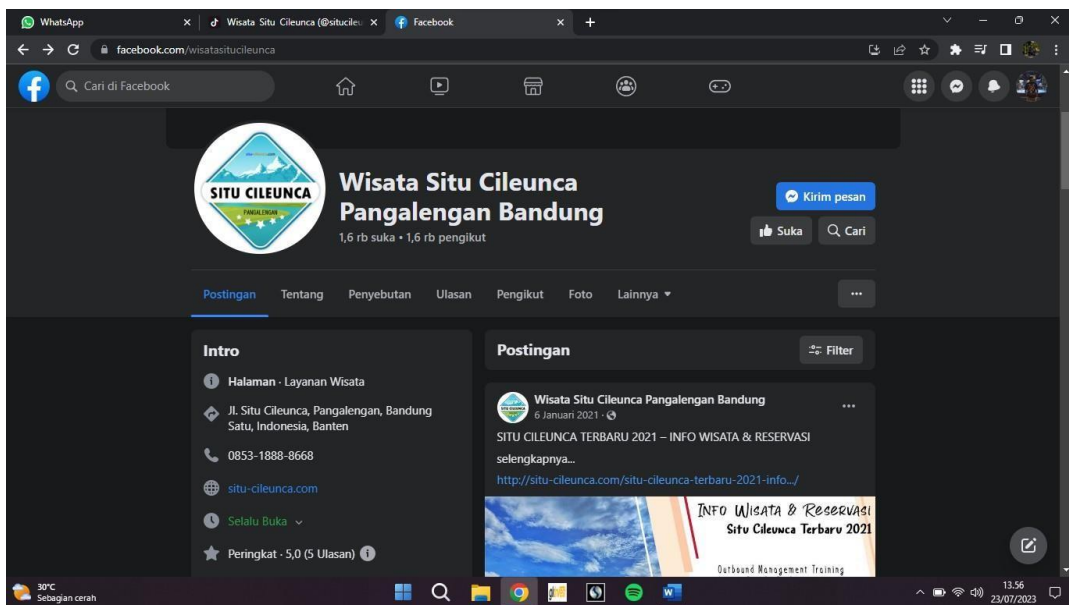 WhatsApp
Wisata Situ Cileunca (@situcileu
Facebook
facebook.com/wisatasitucileunca
Cari di Facebook
SITU CILEUNCA
PANGALENGAN
Wisata Situ Cileunca
Pangalengan Bandung
1,6 rb suka • 1,6 rb pengikut
Kirim pesan
Suka
Cari
Postingan
Tentang
Penyebutan
Ulasan
Pengikut
Foto
Lainnya
Intro
Halaman · Layanan Wisata
Jl. Situ Cileunca, Pangalengan, Bandung
Satu, Indonesia, Banten
0853-1888-8668
situ-cileunca.com
Selalu Buka
Peringkat · 5,0 (5 Ulasan)
Postingan
Filter
Wisata Situ Cileunca Pangalengan Bandung
6 Januari 2021 ·
SITU CILEUNCA TERBARU 2021 – INFO WISATA & RESERVASI
selengkapnya...
http://situ-cileunca.com/situ-cileunca-terbaru-2021-info.../
INFO WISATA & RESERVASI
Situ Cileunca Terbaru 2021
Outbound Management Training
30°C
Sebagian cerah
13.56
23/07/2023